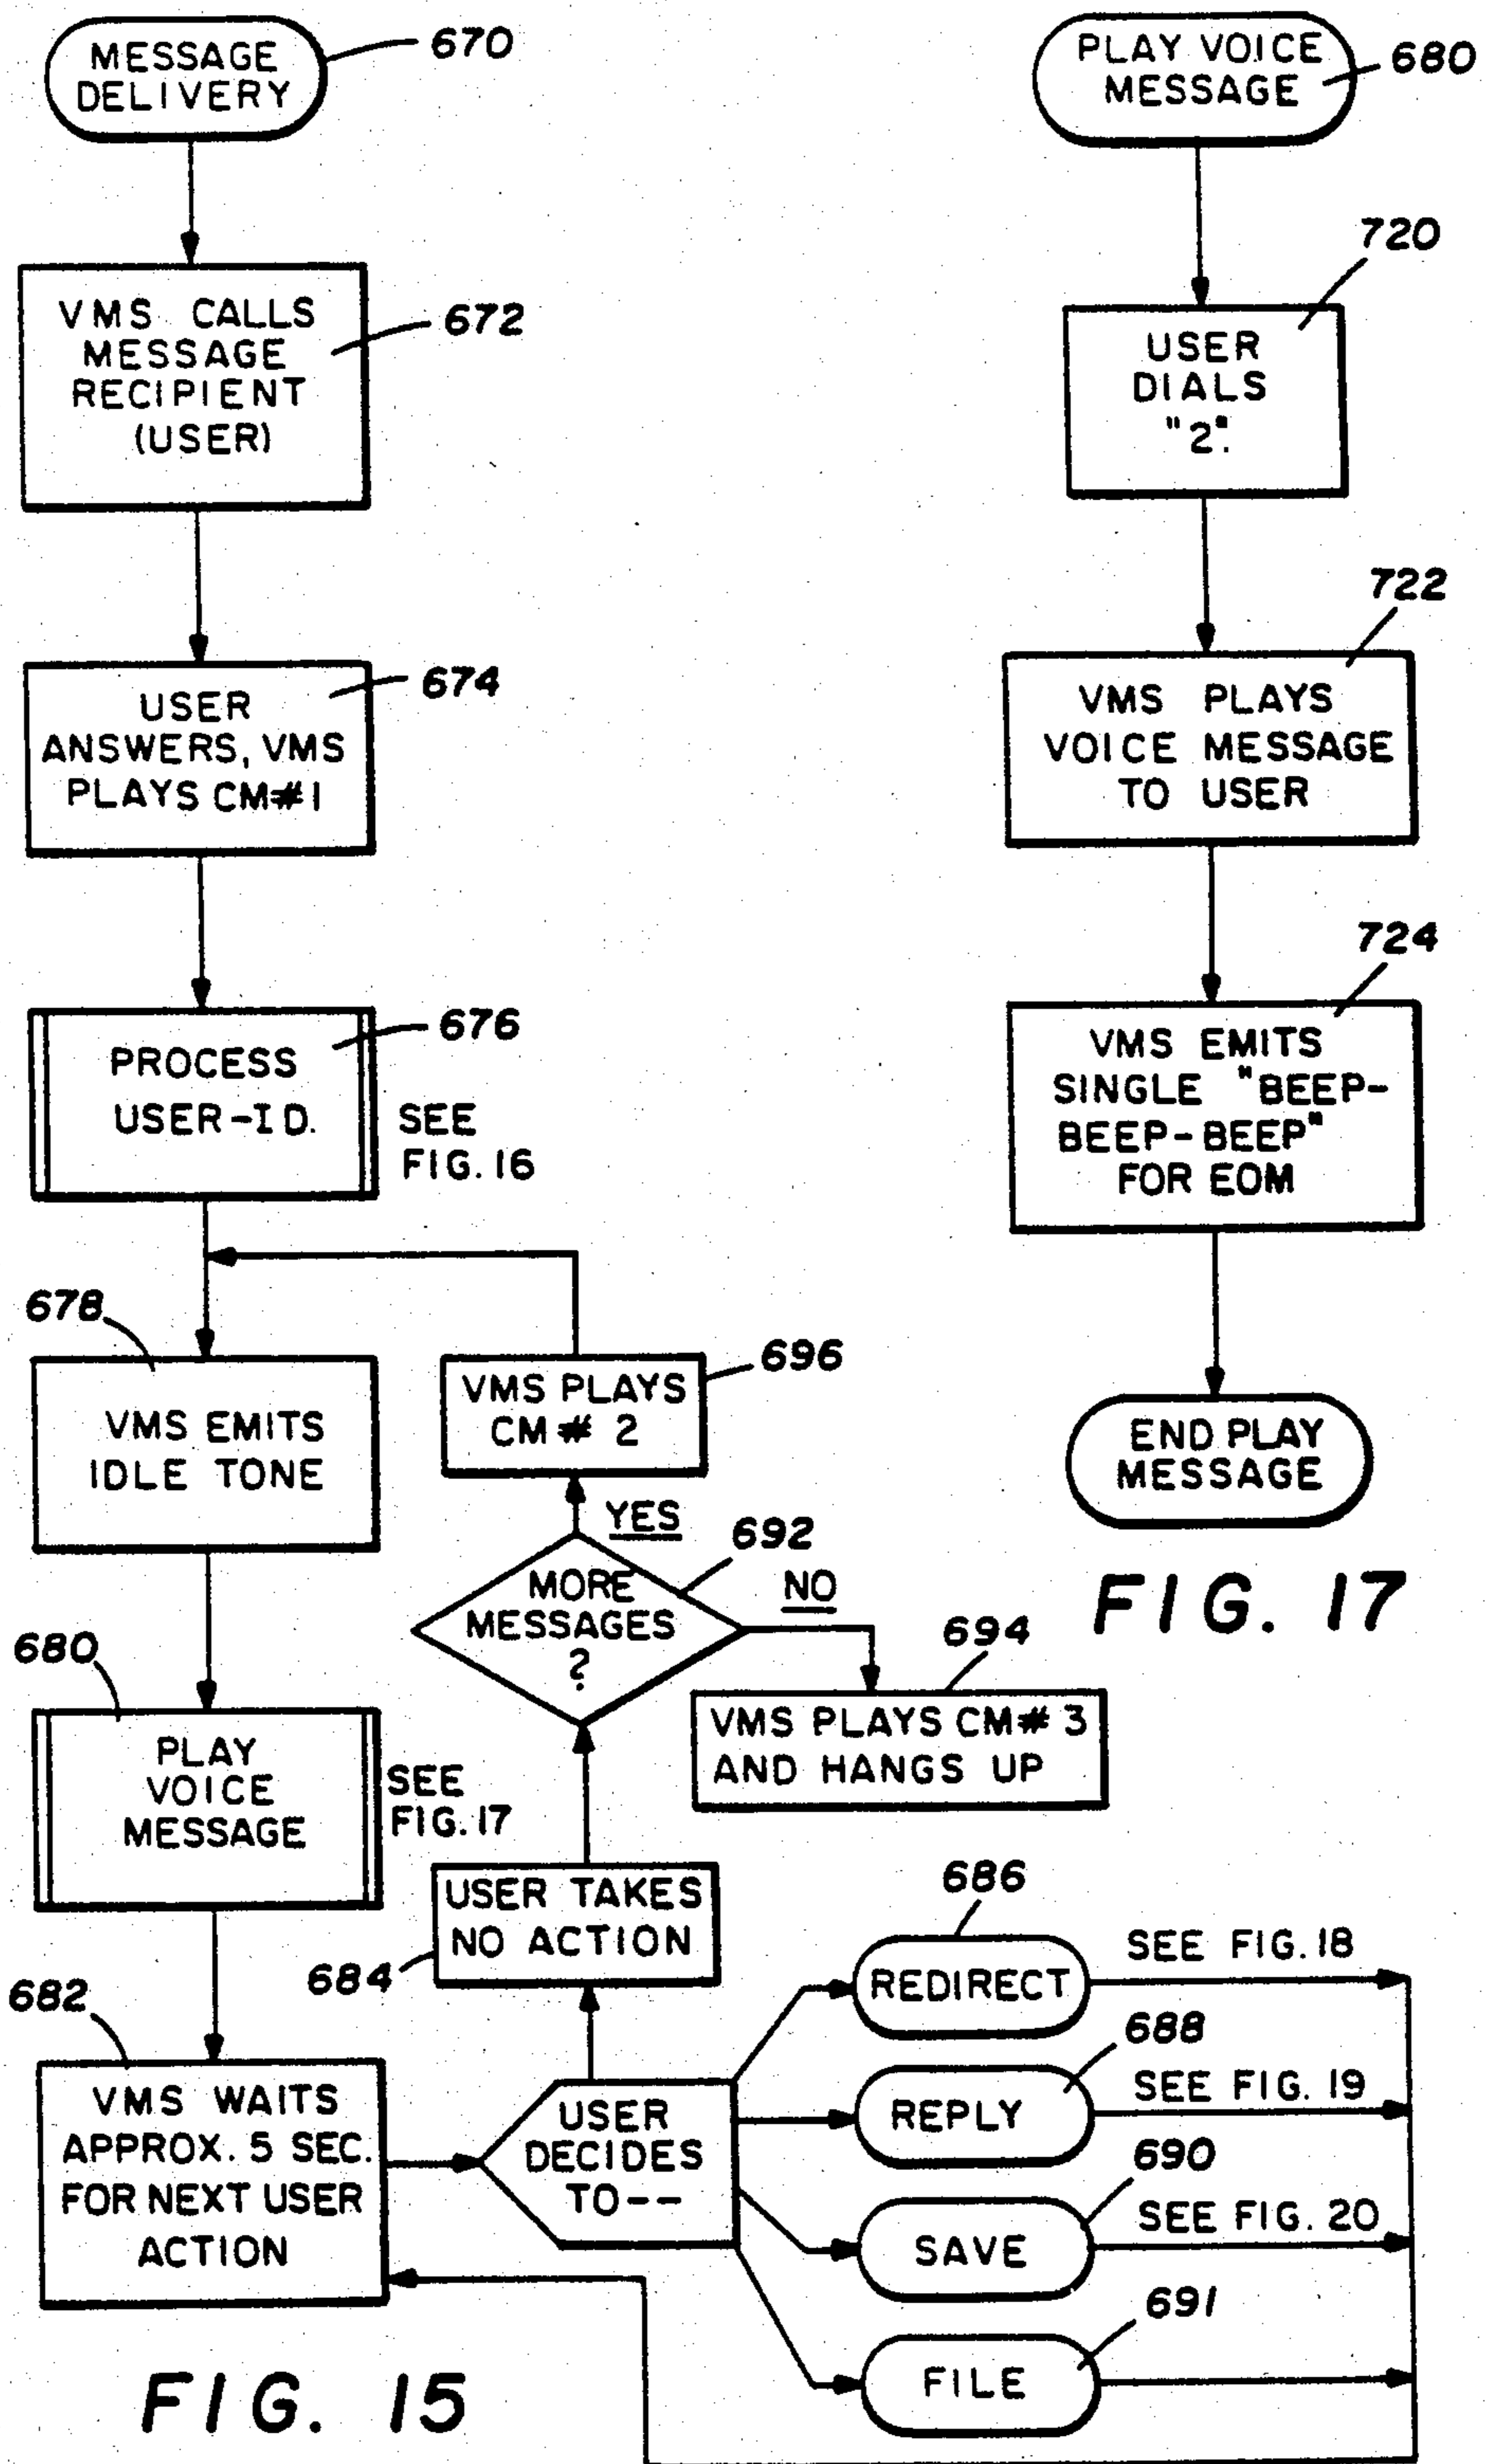 MESSAGE
DELIVERY
670
VMS CALLS
MESSAGE
RECIPIENT
(USER)
672
USER
ANSWERS, VMS
PLAYS CM#1
674
PROCESS
USER-ID.
676
SEE
FIG. 16
678
VMS EMITS
IDLE TONE
VMS PLAYS
CM# 2
696
YES
MORE
MESSAGES
?
692
NO
694
VMS PLAYS CM# 3
AND HANGS UP
680
PLAY
VOICE
MESSAGE
SEE
FIG. 17
USER TAKES
NO ACTION
684
682
VMS WAITS
APPROX. 5 SEC.
FOR NEXT USER
ACTION
USER
DECIDES
TO--
686
REDIRECT
SEE FIG. 18
688
REPLY
SEE FIG. 19
690
SAVE
SEE FIG. 20
691
FILE
FIG. 15
PLAY VOICE
MESSAGE
680
720
USER
DIALS
"2".
722
VMS PLAYS
VOICE MESSAGE
TO USER
724
VMS EMITS
SINGLE "BEEP-
BEEP-BEEP"
FOR EOM
END PLAY
MESSAGE
FIG. 17